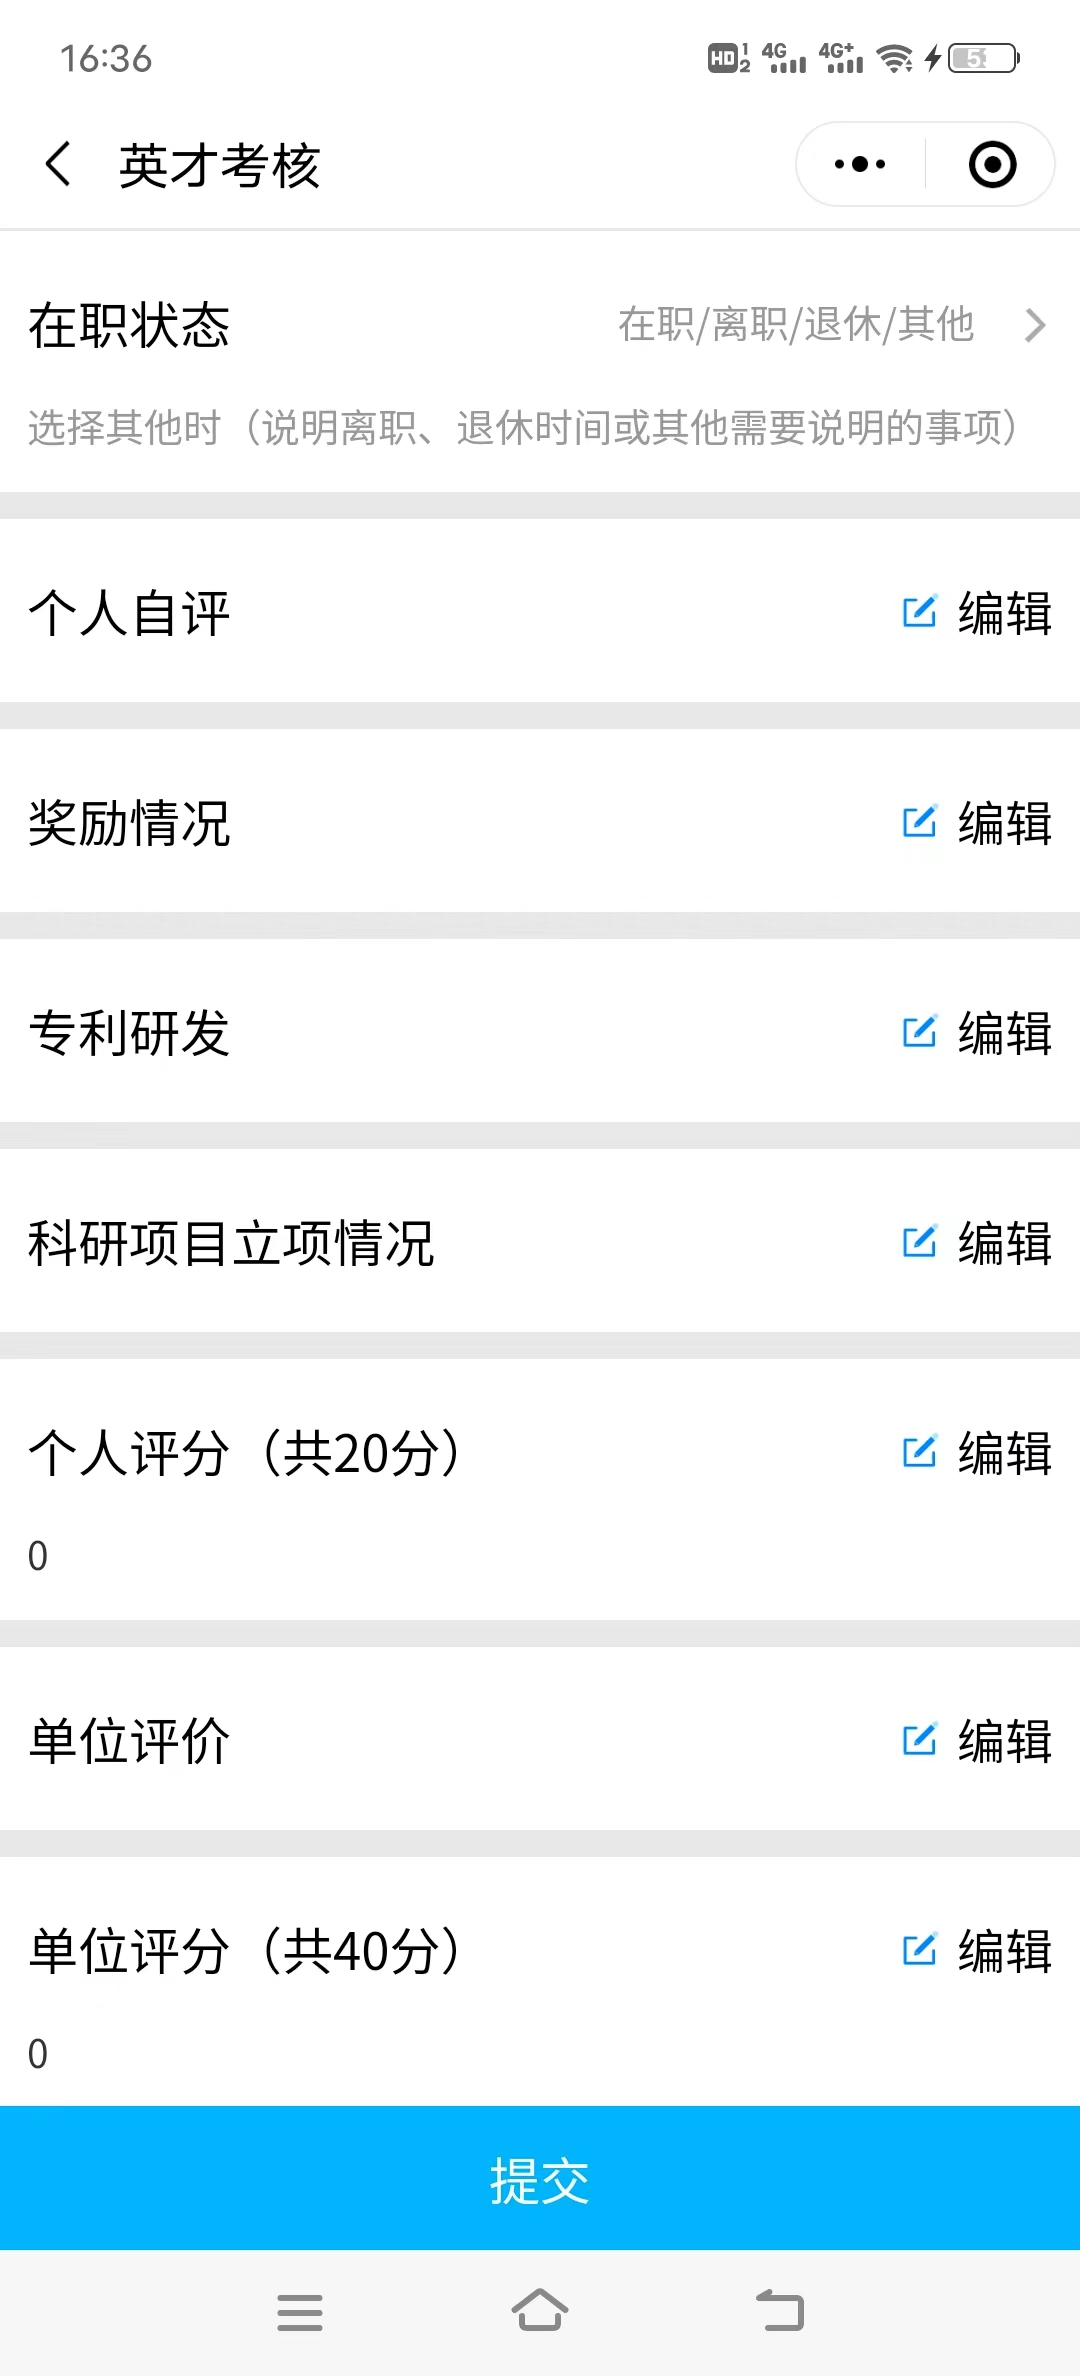 16:36
HD 1 2 4G 4G+
英才考核
在职状态 在职/离职/退休/其他
选择其他时（说明离职、退休时间或其他需要说明的事项）
个人自评 编辑
奖励情况 编辑
专利研发 编辑
科研项目立项情况 编辑
个人评分（共20分） 编辑
0
单位评价 编辑
单位评分（共40分） 编辑
0
提交